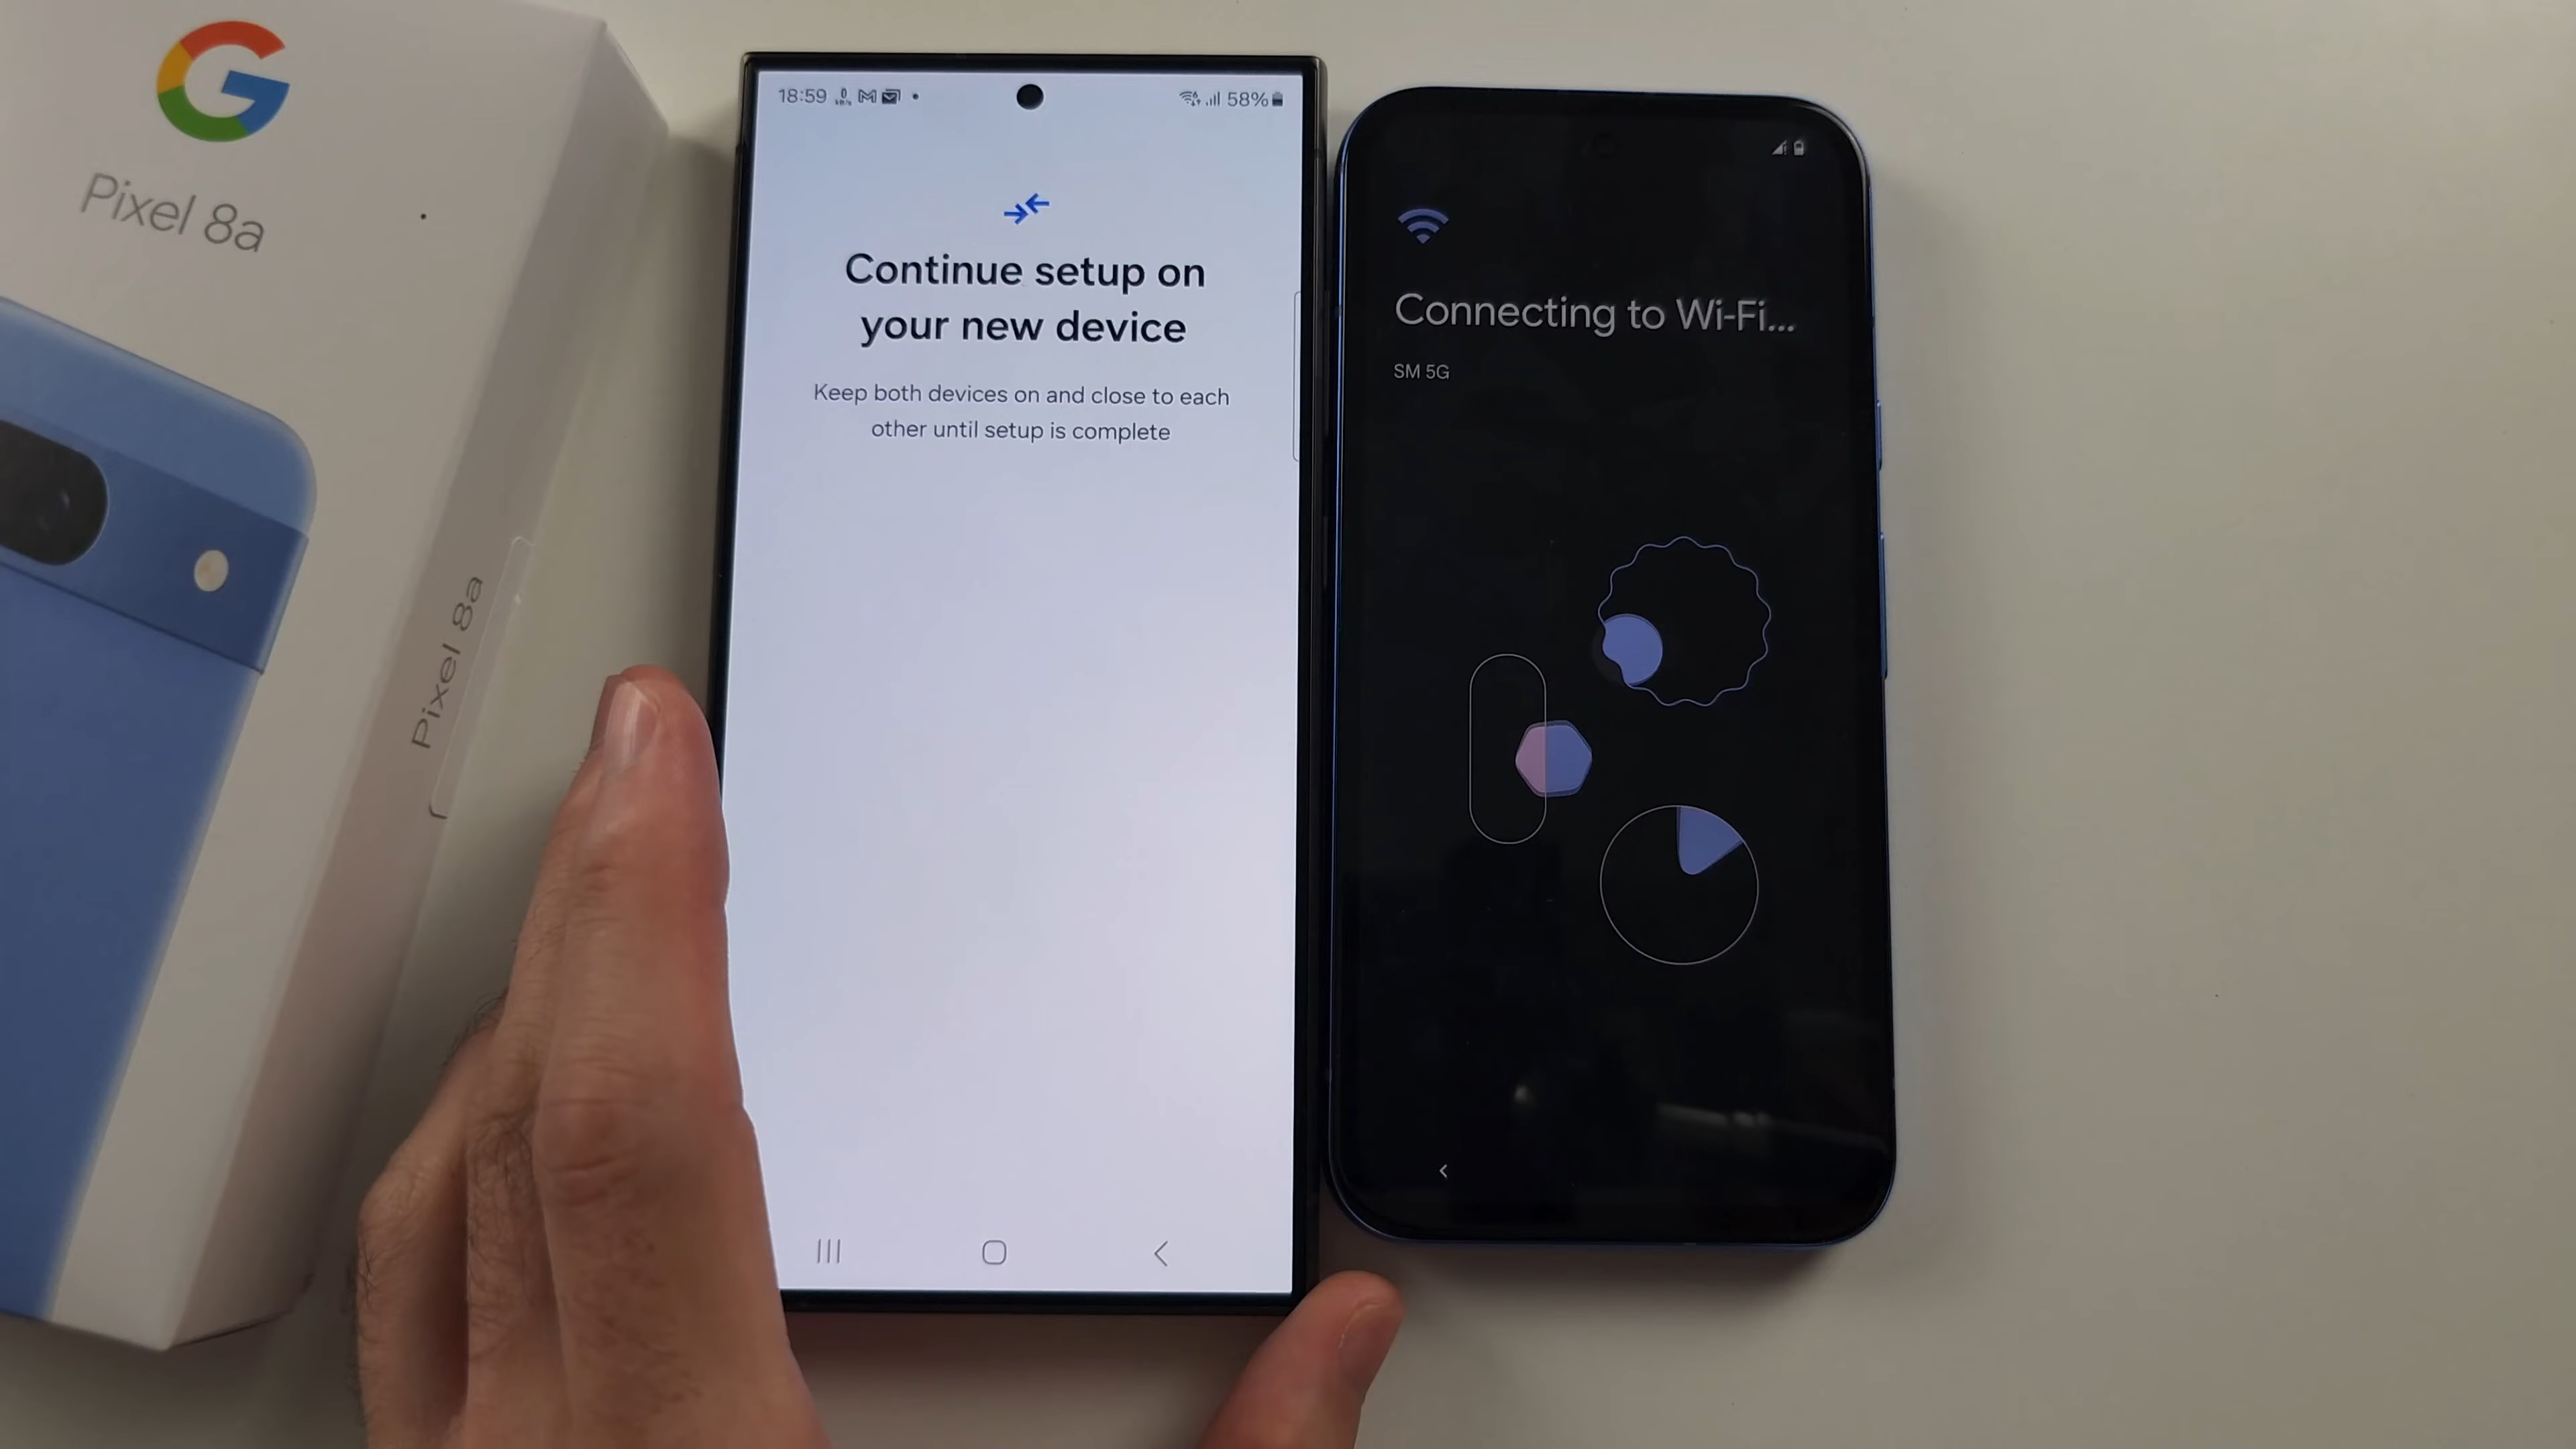 G
Pixel 8a
Pixel 8a
18:59
58%
Continue setup on
your new device
Keep both devices on and close to each
other until setup is complete
Connecting to Wi-Fi...
SM 5G